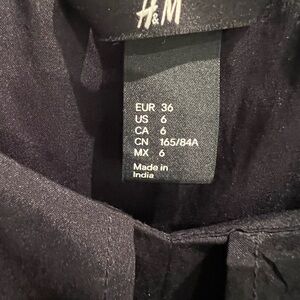 H&M
EUR 36
US 6
CA 6
CN 165/84A
MX 6
Made in
India